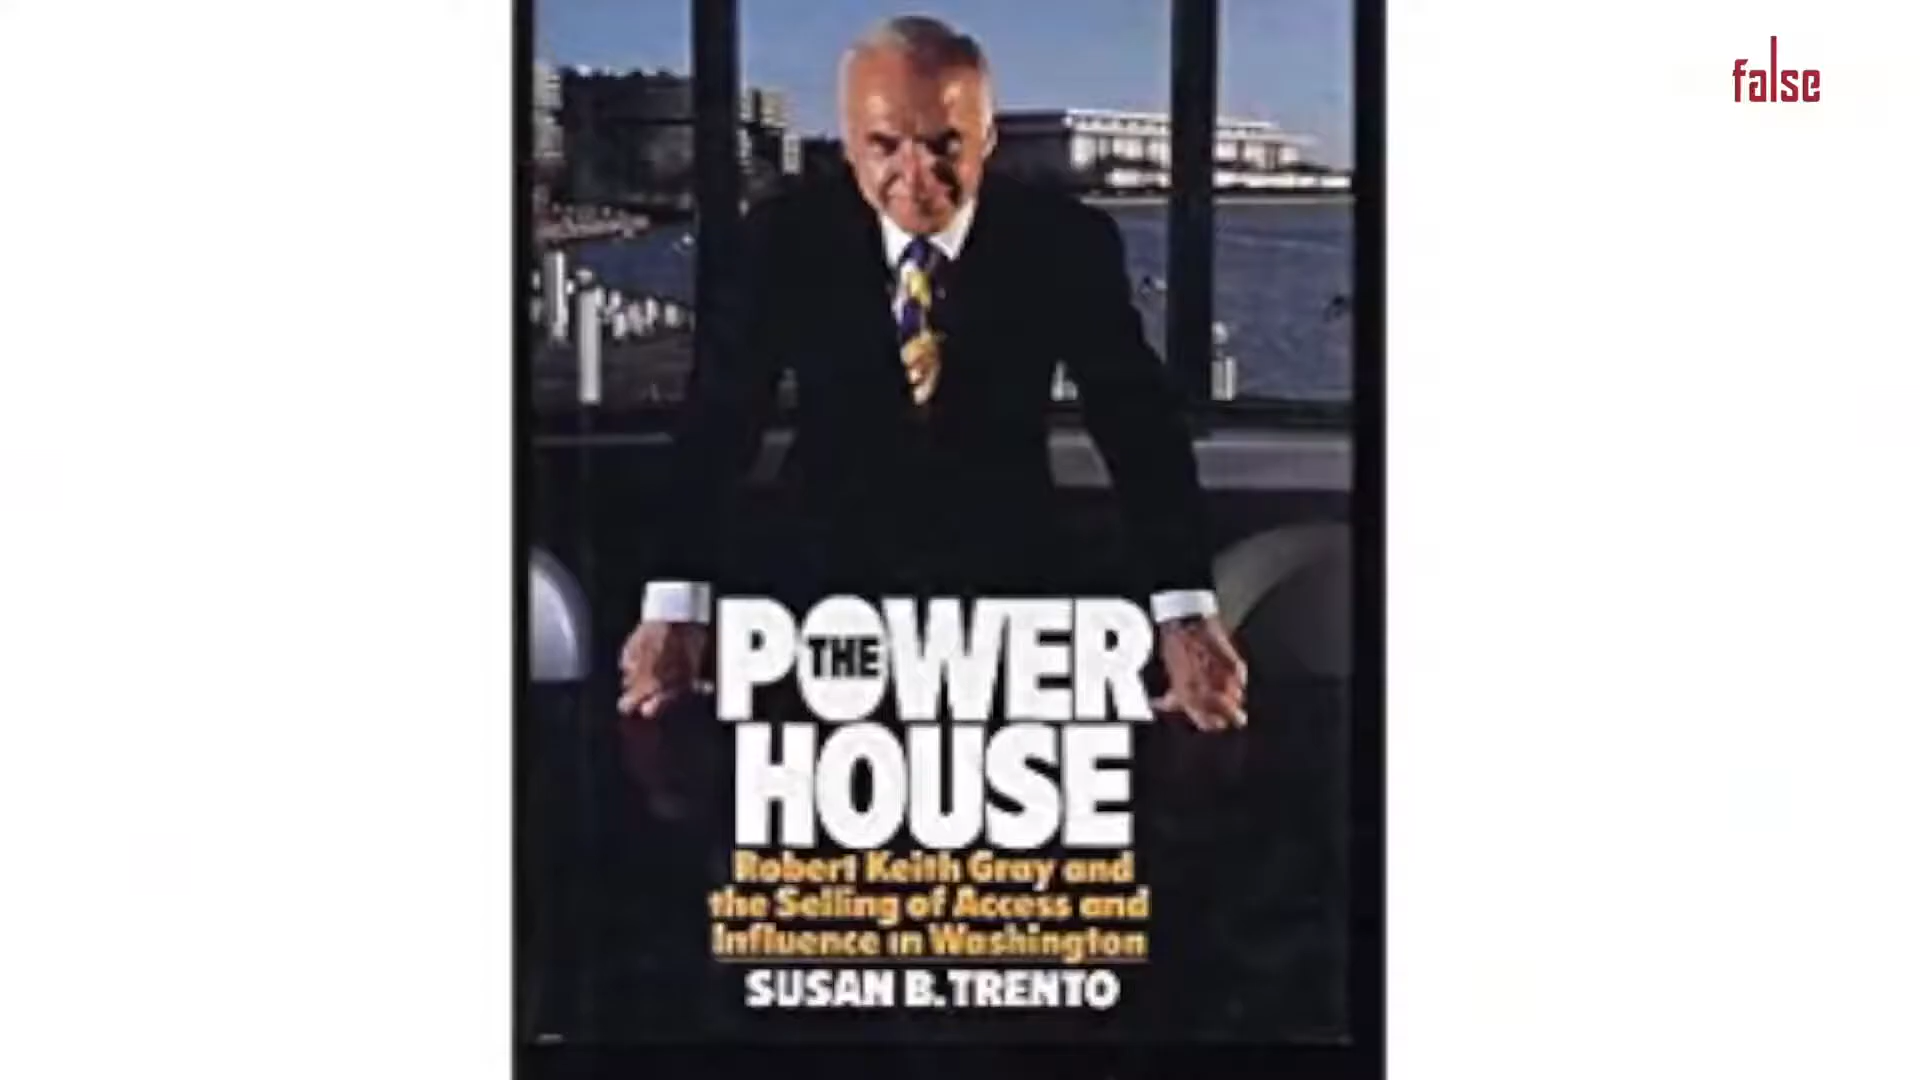 false
THE
POWER
HOUSE
Robert Keith Gray and
the Selling of Access and
Influence in Washington
SUSAN B. TRENTO